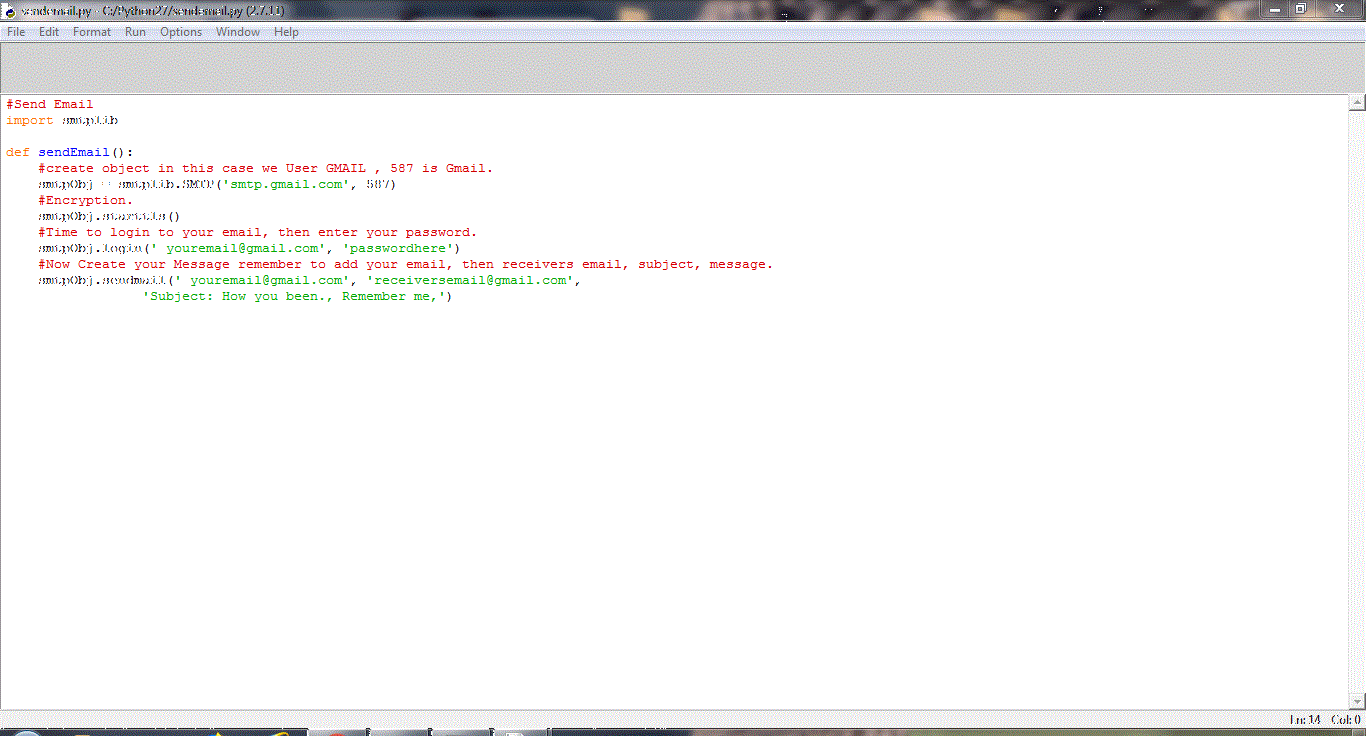 sendemail.py - C:/Python27/sendemail.py (2.7.11)
File Edit Format Run Options Window Help
#Send Email
import smtplib
def sendEmail():
#create object in this case we User GMAIL , 587 is Gmail.
smtpObj = smtplib.SMTP('smtp.gmail.com', 587)
#Encryption.
smtpObj.starttls()
#Time to login to your email, then enter your password.
smtpObj.login(' youremail@gmail.com', 'passwordhere')
#Now Create your Message remember to add your email, then receivers email, subject, message.
smtpObj.sendmail(' youremail@gmail.com', 'receiversemail@gmail.com',
'Subject: How you been., Remember me,')
Ln: 14 Col: 0